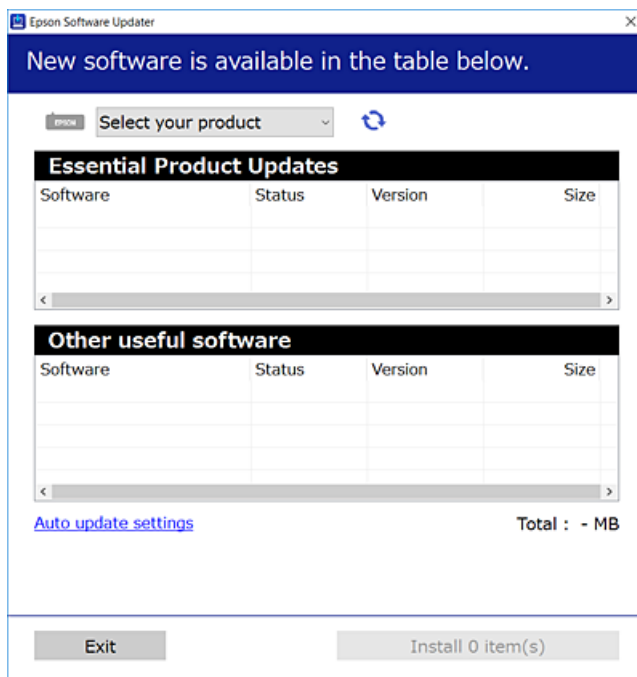 Epson Software Updater
New software is available in the table below.
EPSON Select your product
Essential Product Updates
Software Status Version Size
Other useful software
Software Status Version Size
Auto update settings Total : - MB
Exit Install 0 item(s)